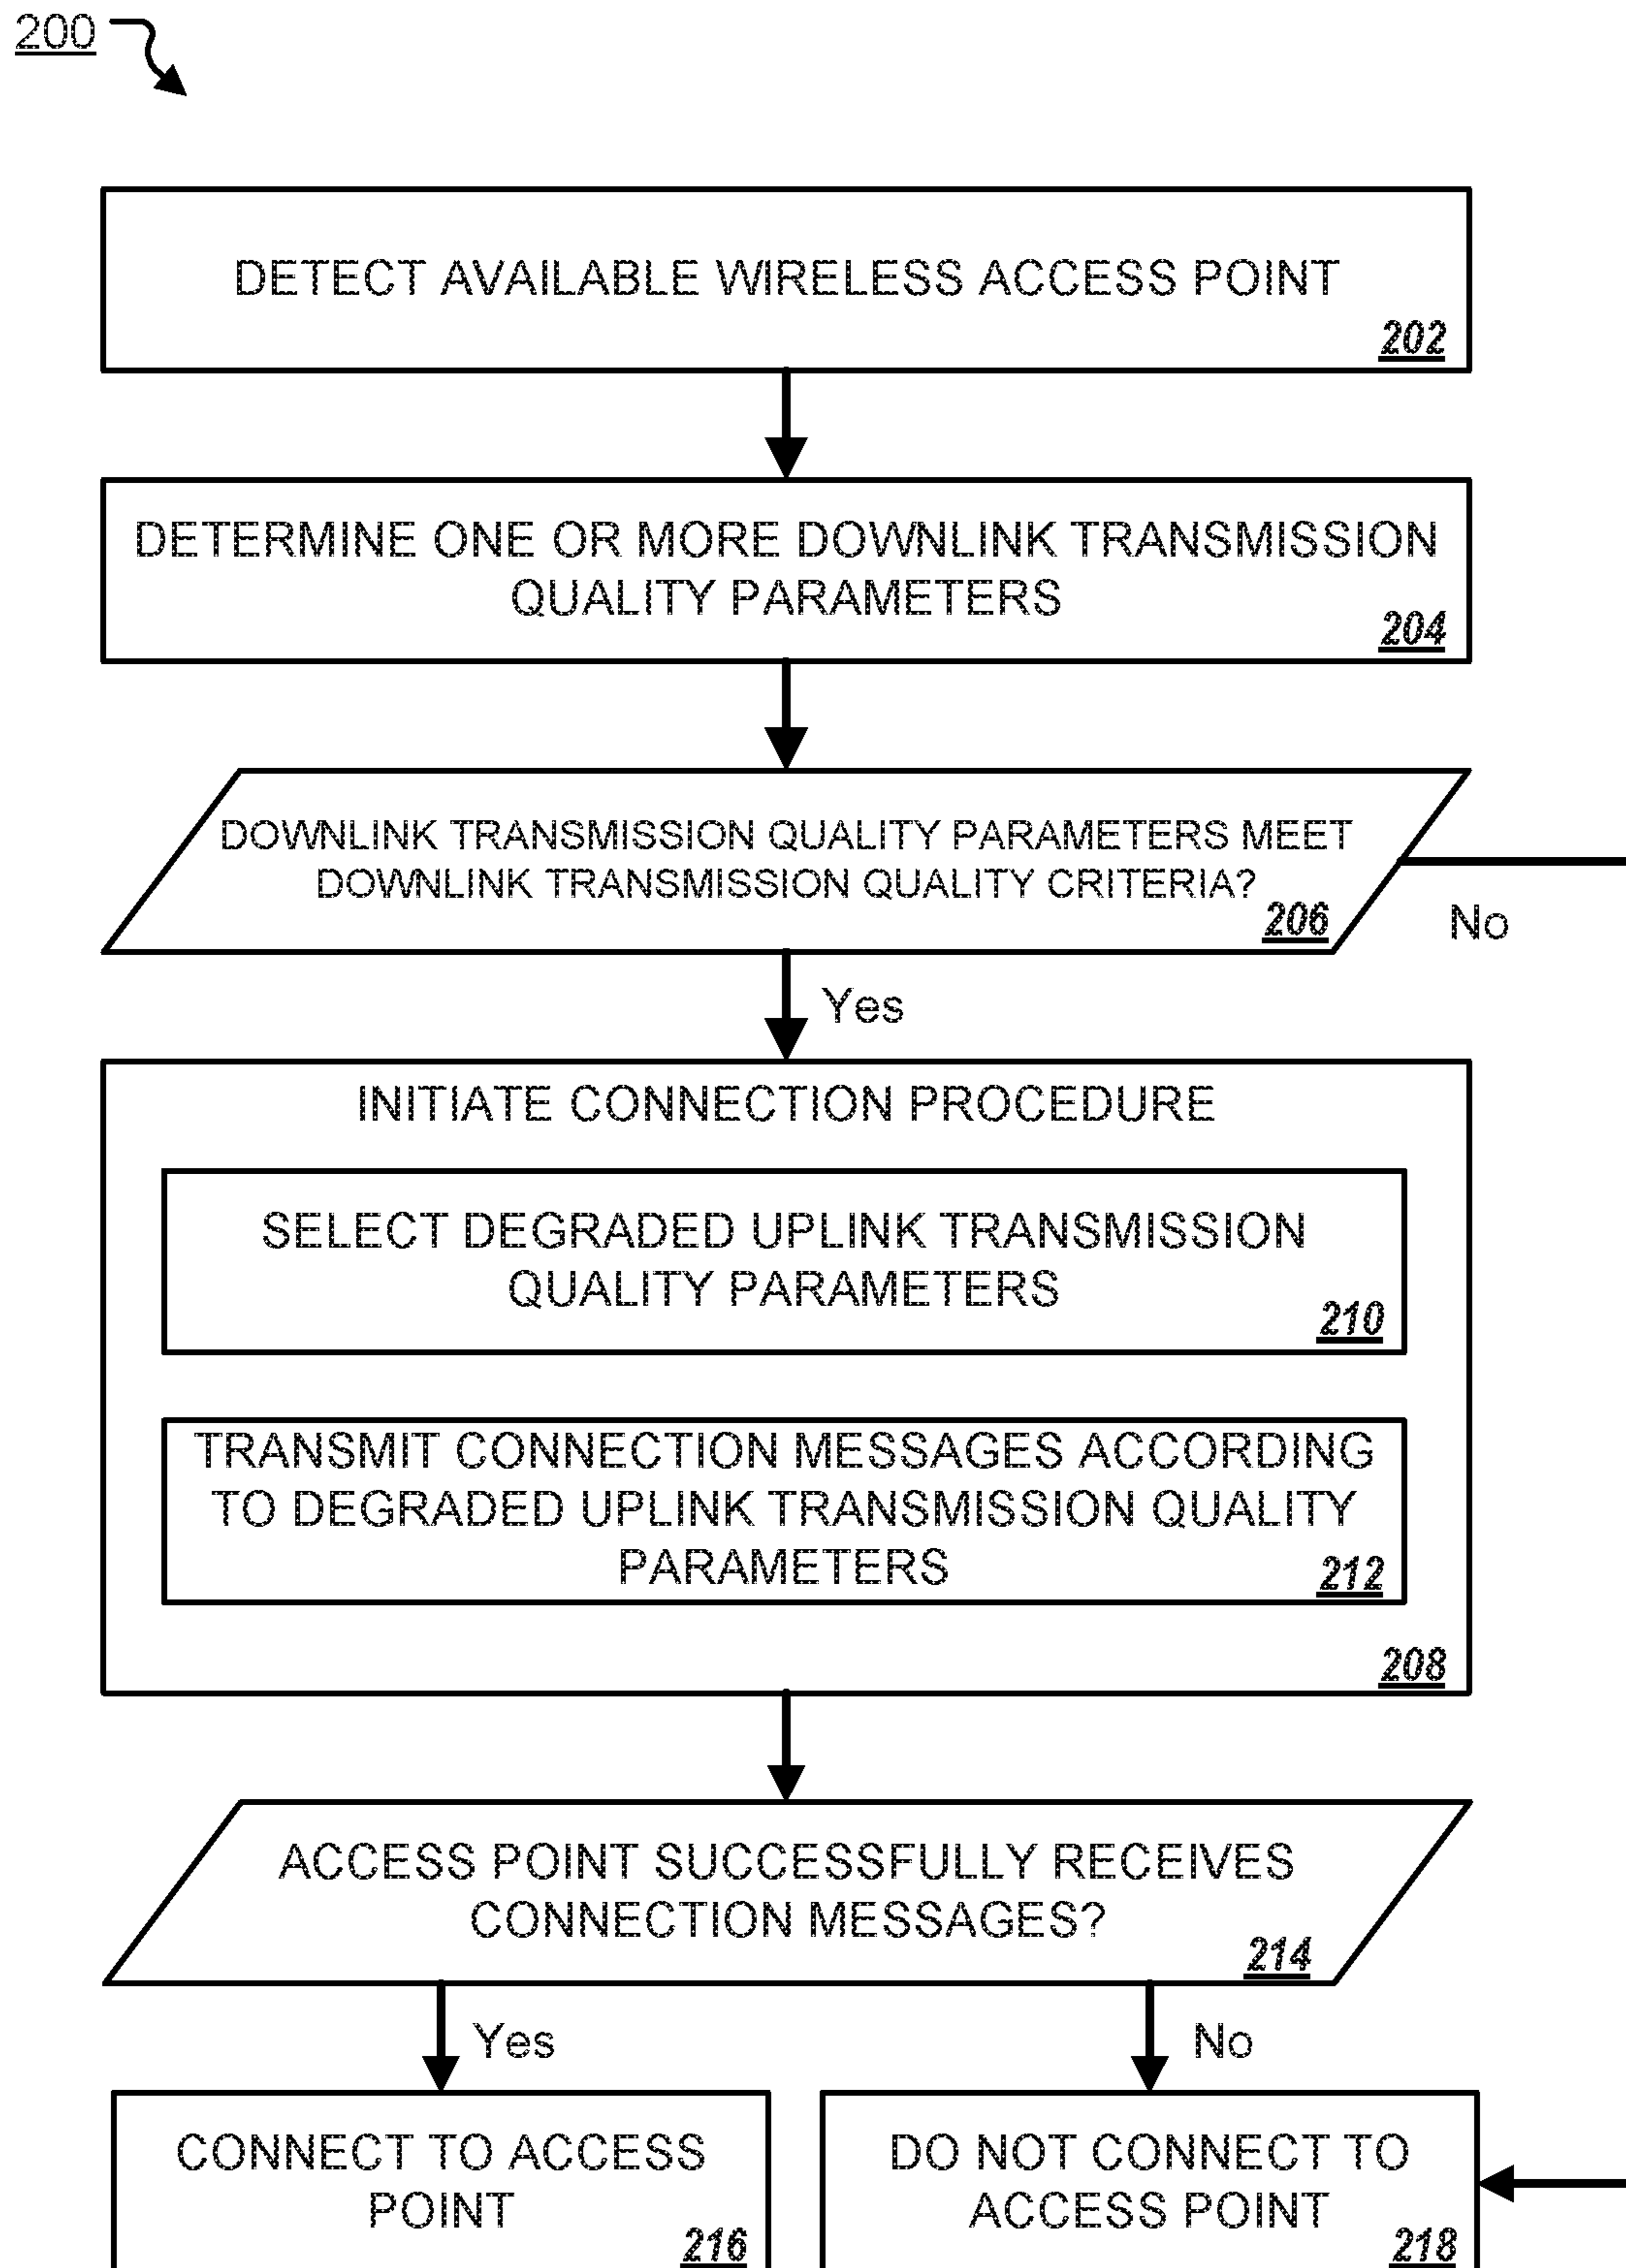 200
DETECT AVAILABLE WIRELESS ACCESS POINT
202
DETERMINE ONE OR MORE DOWNLINK TRANSMISSION
QUALITY PARAMETERS
204
DOWNLINK TRANSMISSION QUALITY PARAMETERS MEET
DOWNLINK TRANSMISSION QUALITY CRITERIA?
206
No
Yes
INITIATE CONNECTION PROCEDURE
SELECT DEGRADED UPLINK TRANSMISSION
QUALITY PARAMETERS
210
TRANSMIT CONNECTION MESSAGES ACCORDING
TO DEGRADED UPLINK TRANSMISSION QUALITY
PARAMETERS
212
208
ACCESS POINT SUCCESSFULLY RECEIVES
CONNECTION MESSAGES?
214
Yes
No
CONNECT TO ACCESS
POINT
216
DO NOT CONNECT TO
ACCESS POINT
218